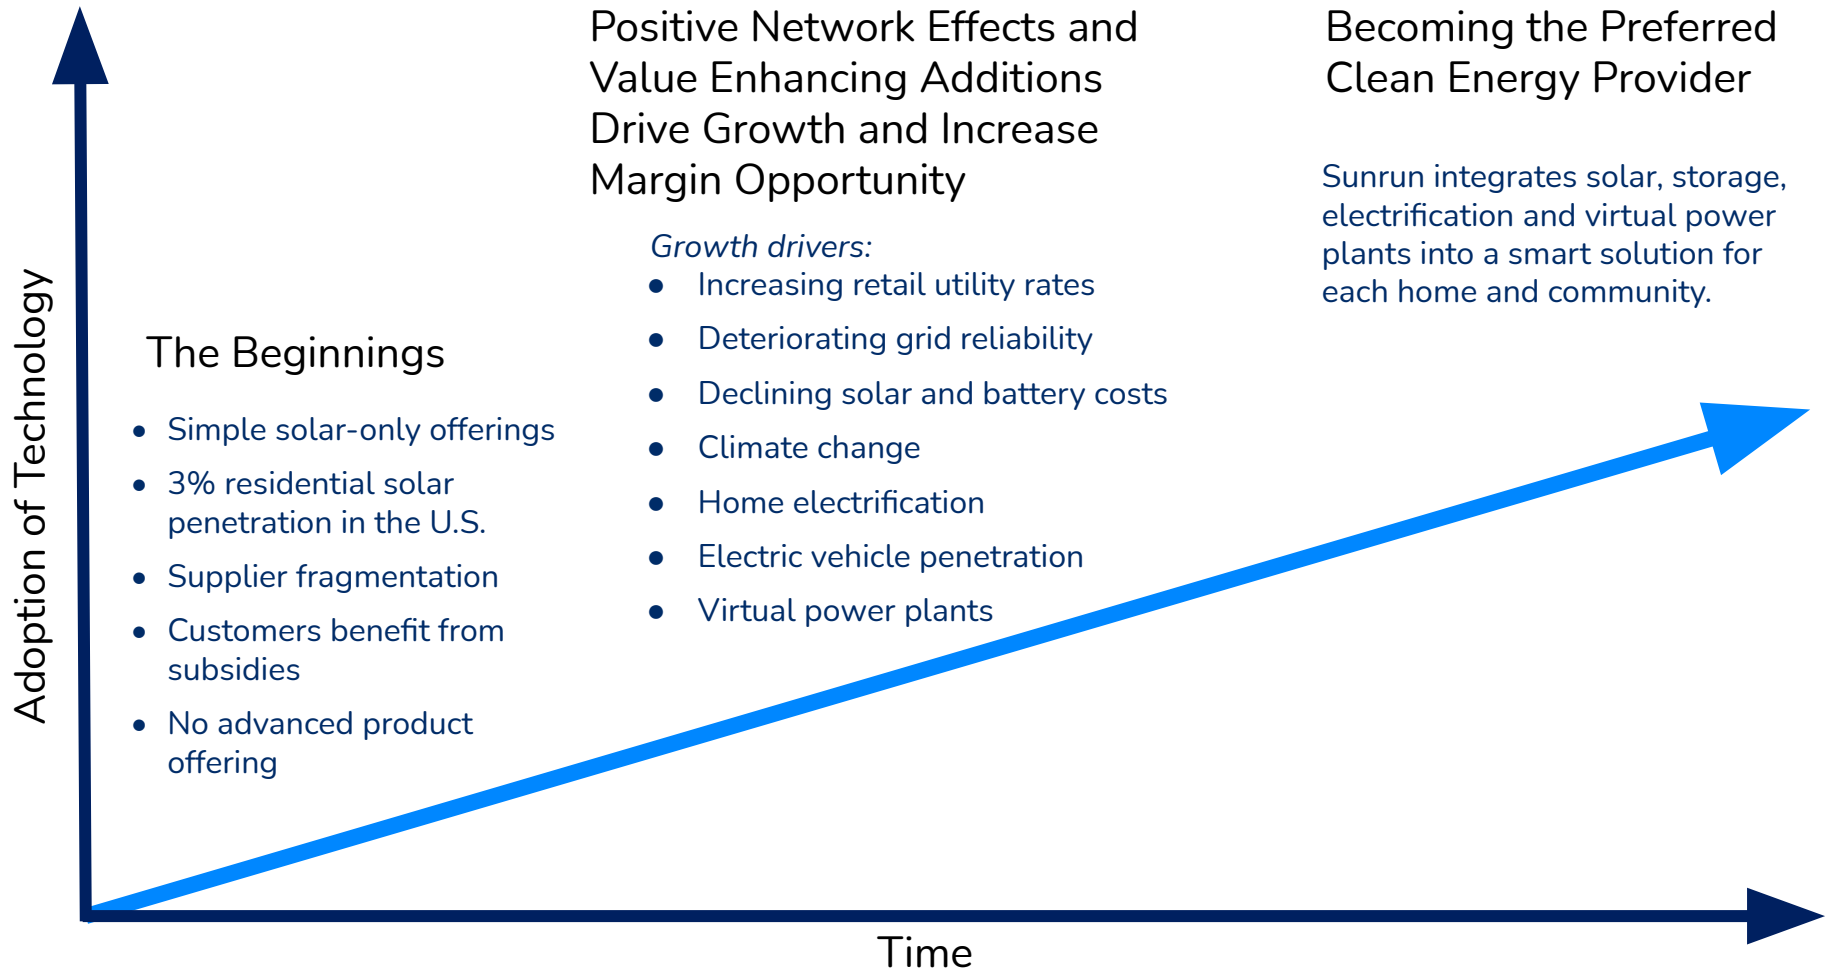 Adoption of Technology
The Beginnings
• Simple solar-only offerings
• 3% residential solar
penetration in the U.S.
• Supplier fragmentation
• Customers benefit from
subsidies
• No advanced product
offering
Positive Network Effects and
Value Enhancing Additions
Drive Growth and Increase
Margin Opportunity
Growth drivers:
• Increasing retail utility rates
• Deteriorating grid reliability
• Declining solar and battery costs
• Climate change
• Home electrification
• Electric vehicle penetration
• Virtual power plants
Becoming the Preferred
Clean Energy Provider
Sunrun integrates solar, storage,
electrification and virtual power
plants into a smart solution for
each home and community.
Time